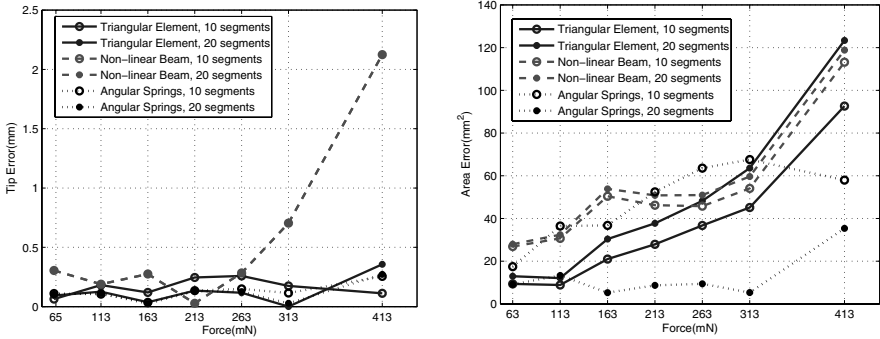 2.5
2
1.5
1
0.5
0
65 113 163 213 263 313 413
Force(mN)
Tip Error(mm)
Triangular Element, 10 segments
Triangular Element, 20 segments
Non-linear Beam, 10 segments
Non-linear Beam, 20 segments
Angular Springs, 10 segments
Angular Springs, 20 segments
140
120
100
80
60
40
20
0
63 113 163 213 263 313 413
Force(mN)
Area Error(mm²)
Triangular Element, 10 segments
Triangular Element, 20 segments
Non-linear Beam, 10 segments
Non-linear Beam, 20 segments
Angular Springs, 10 segments
Angular Springs, 20 segments